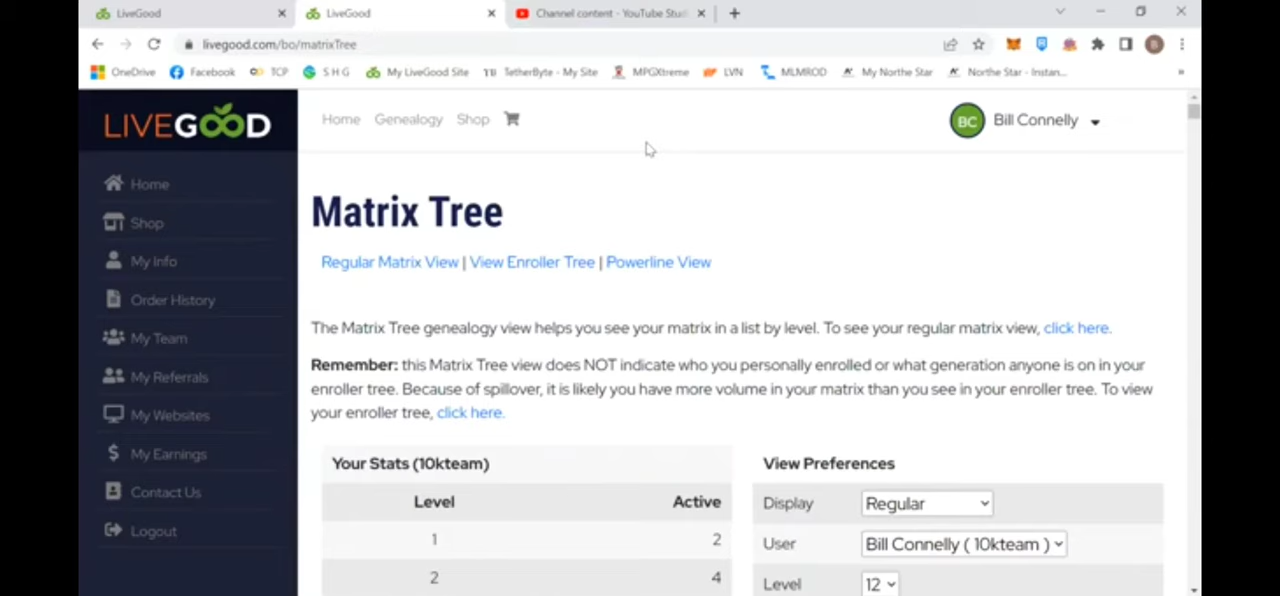 LiveGood
LiveGood
Channel content - YouTube Stud
livegood.com/bo/matrixTree
B
OneDrive
Facebook
TCP
S H G
My LiveGood Site
TetherByte - My Site
MPGXtreme
LVN
MLMROD
My Northe Star
Northe Star - Instan...
»
LIVEGOOD
Home
Genealogy
Shop
BC
Bill Connelly
Home
Shop
My Info
Order History
My Team
My Referrals
My Websites
$ My Earnings
Contact Us
Logout
Matrix Tree
Regular Matrix View | View Enroller Tree | Powerline View
The Matrix Tree genealogy view helps you see your matrix in a list by level. To see your regular matrix view, click here.
Remember: this Matrix Tree view does NOT indicate who you personally enrolled or what generation anyone is on in your
enroller tree. Because of spillover, it is likely you have more volume in your matrix than you see in your enroller tree. To view
your enroller tree, click here.
Your Stats (10kteam)
Level Active
1 2
2 4
View Preferences
Display Regular
User Bill Connelly ( 10kteam )
Level 12